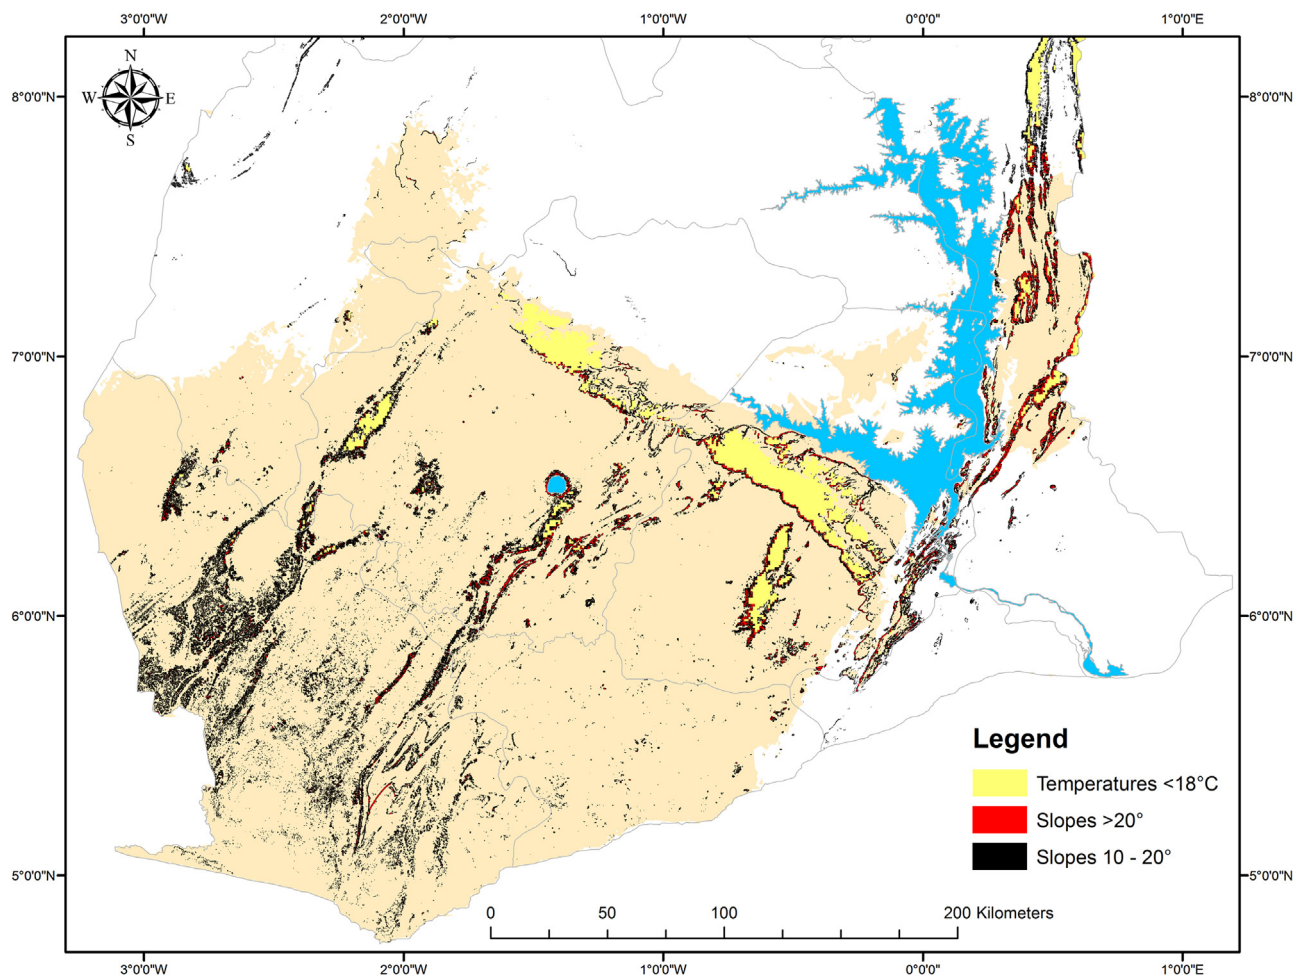 3°0'0"W 2°0'0"W 1°0'0"W 0°0'0" 1°0'0"E
N
W E
S
8°0'0"N 8°0'0"N
7°0'0"N 7°0'0"N
6°0'0"N 6°0'0"N
Legend
Temperatures <18°C
Slopes >20°
Slopes 10 - 20°
5°0'0"N 5°0'0"N
0 50 100 200 Kilometers
3°0'0"W 2°0'0"W 1°0'0"W 0°0'0" 1°0'0"E